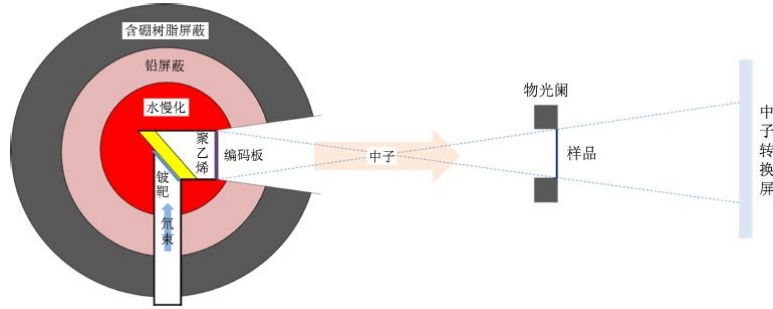 含硼树脂屏蔽
铅屏蔽
水慢化
聚乙烯
编码板
铍靶
氘束
中子
物光阑
样品
中子转换屏